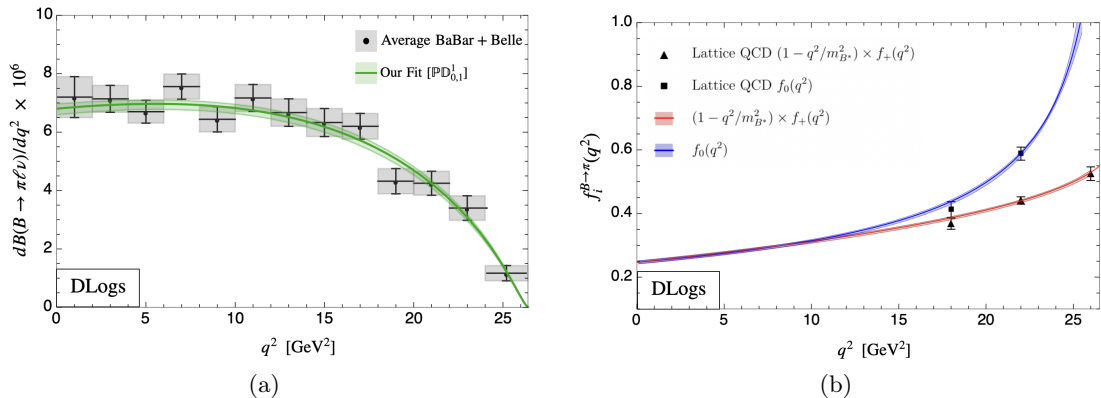 dB(B → πℓν)/dq² × 10⁶
10
8
6
4
2
0
Average BaBar + Belle
Our Fit [ℙ𝔻¹₀,₁]
DLogs
0 5 10 15 20 25
q² [GeV²]
(a)
f_i^{B→π}(q²)
1.0
0.8
0.6
0.4
0.2
Lattice QCD (1 − q²/m²_{B*}) × f₊(q²)
Lattice QCD f₀(q²)
(1 − q²/m²_{B*}) × f₊(q²)
f₀(q²)
DLogs
0 5 10 15 20 25
q² [GeV²]
(b)